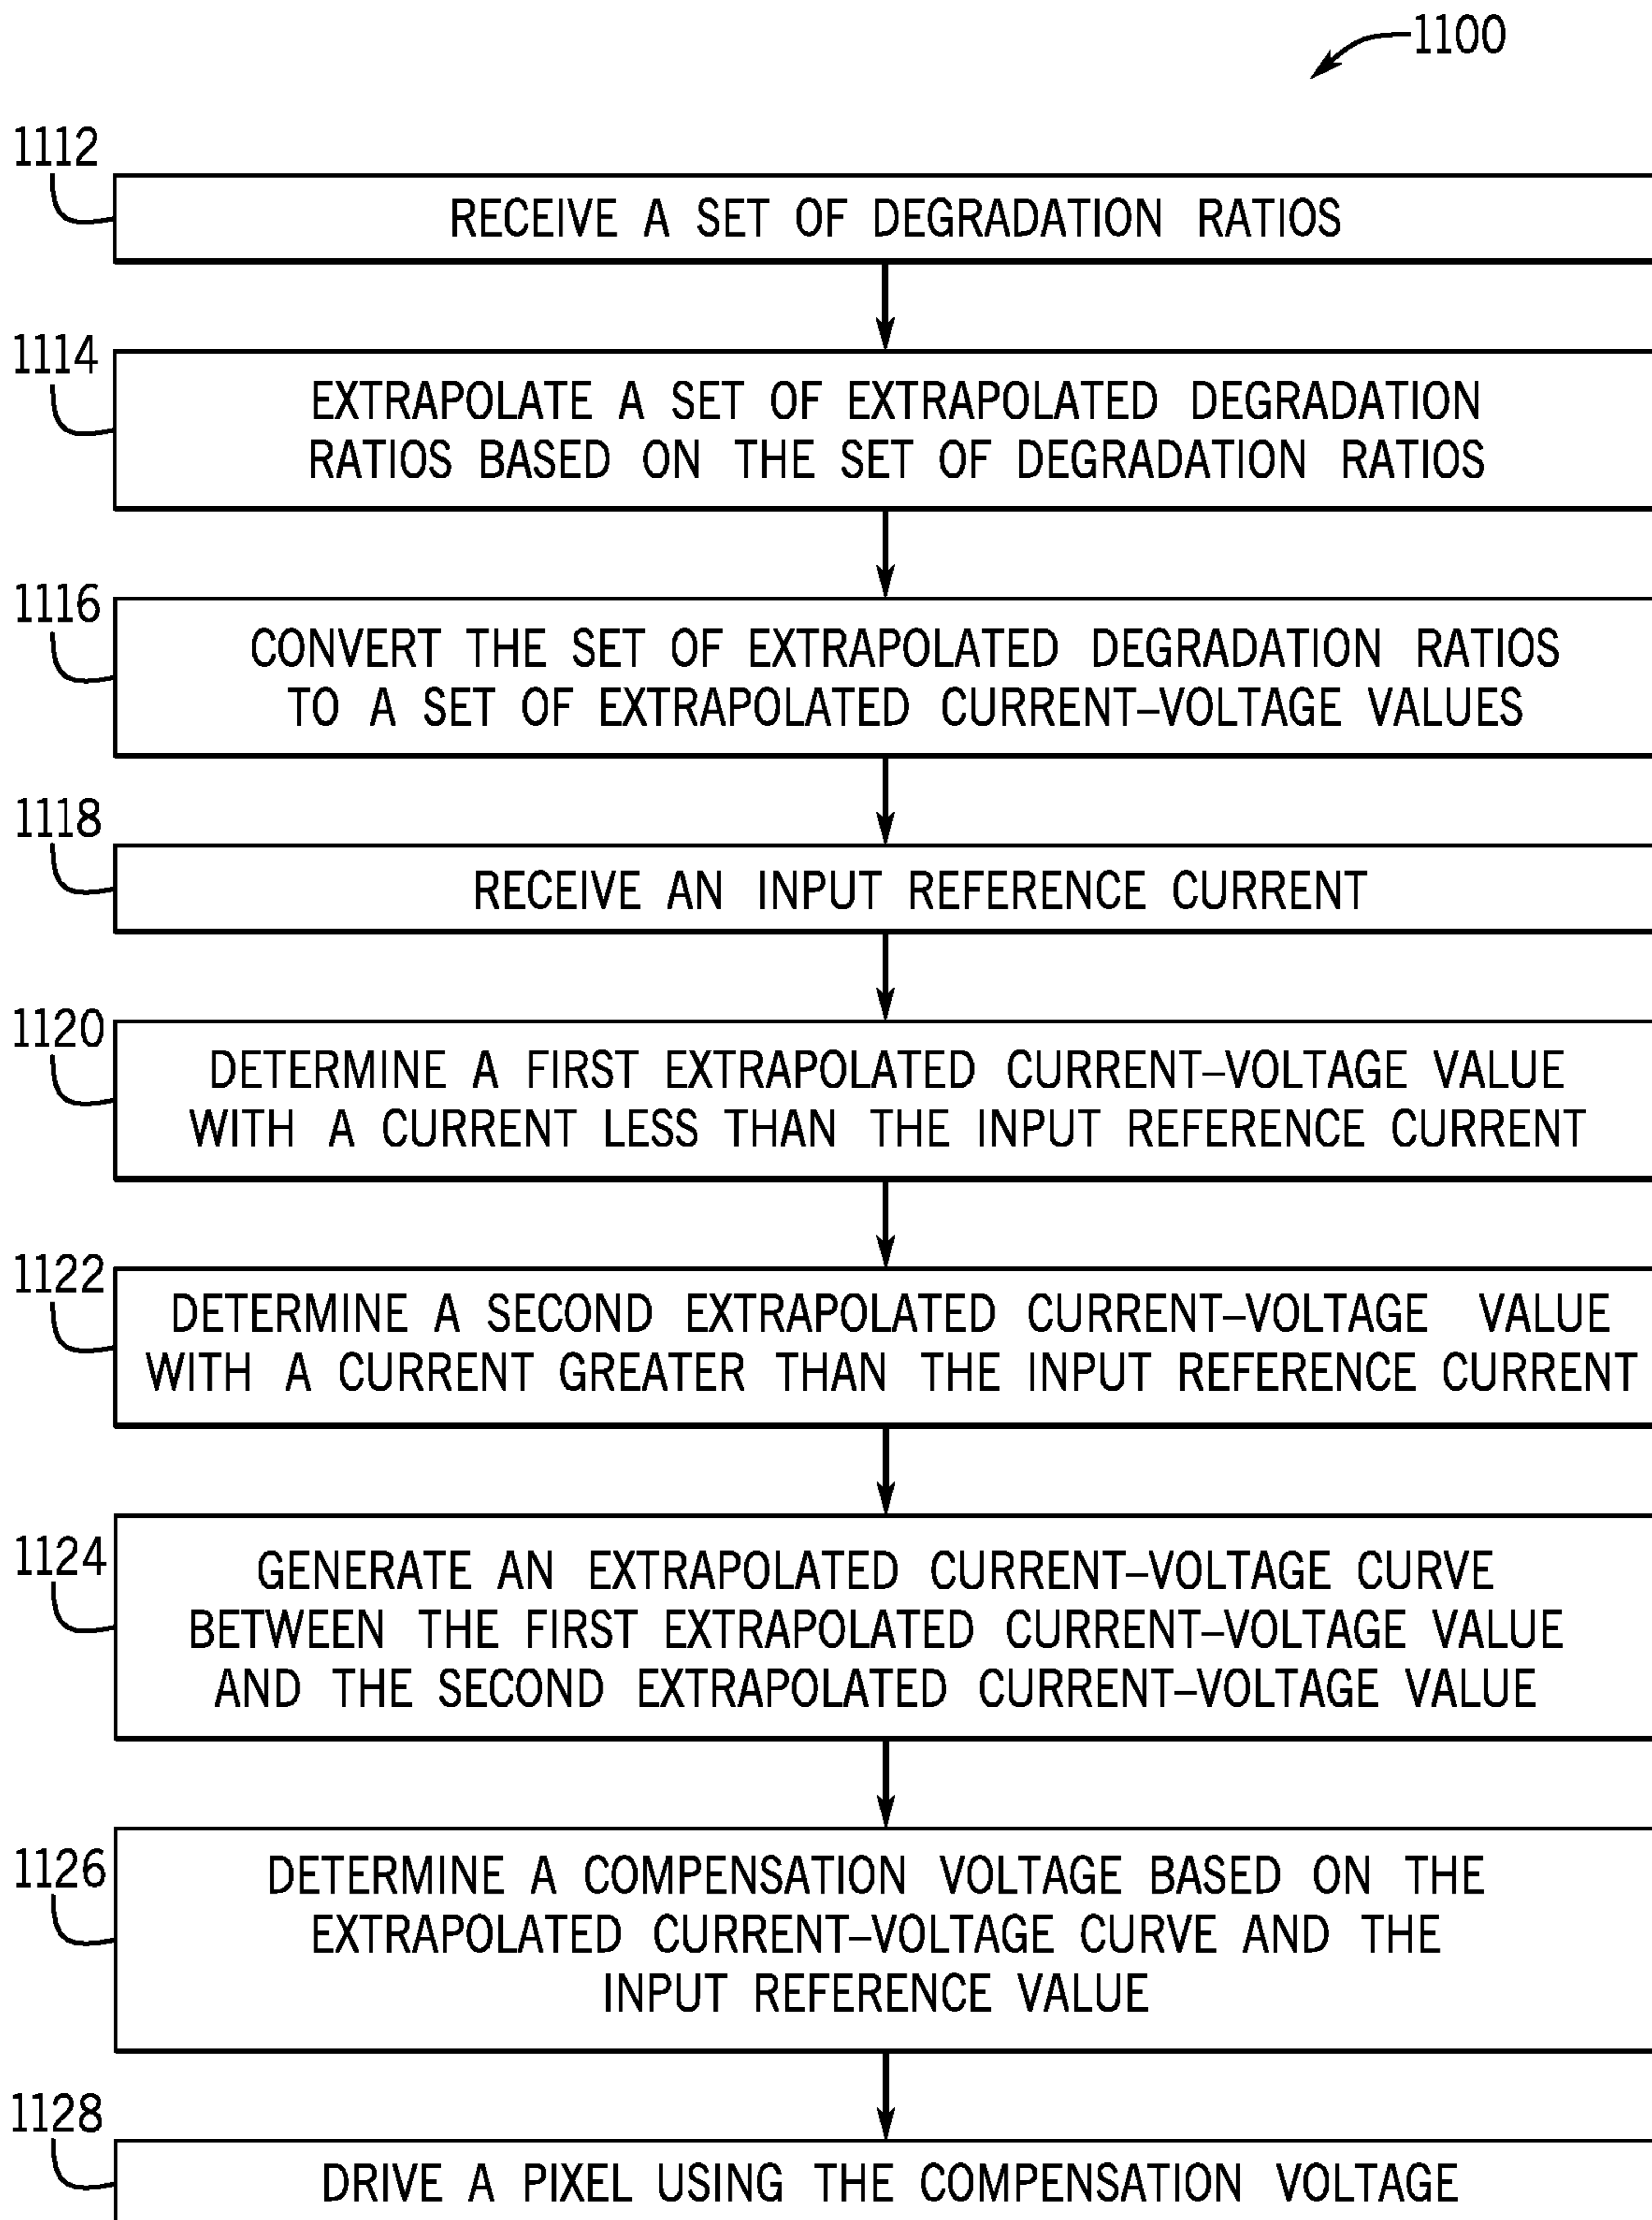 1100
1112
RECEIVE A SET OF DEGRADATION RATIOS
1114
EXTRAPOLATE A SET OF EXTRAPOLATED DEGRADATION
RATIOS BASED ON THE SET OF DEGRADATION RATIOS
1116
CONVERT THE SET OF EXTRAPOLATED DEGRADATION RATIOS
TO A SET OF EXTRAPOLATED CURRENT–VOLTAGE VALUES
1118
RECEIVE AN INPUT REFERENCE CURRENT
1120
DETERMINE A FIRST EXTRAPOLATED CURRENT–VOLTAGE VALUE
WITH A CURRENT LESS THAN THE INPUT REFERENCE CURRENT
1122
DETERMINE A SECOND EXTRAPOLATED CURRENT–VOLTAGE VALUE
WITH A CURRENT GREATER THAN THE INPUT REFERENCE CURRENT
1124
GENERATE AN EXTRAPOLATED CURRENT–VOLTAGE CURVE
BETWEEN THE FIRST EXTRAPOLATED CURRENT–VOLTAGE VALUE
AND THE SECOND EXTRAPOLATED CURRENT–VOLTAGE VALUE
1126
DETERMINE A COMPENSATION VOLTAGE BASED ON THE
EXTRAPOLATED CURRENT–VOLTAGE CURVE AND THE
INPUT REFERENCE VALUE
1128
DRIVE A PIXEL USING THE COMPENSATION VOLTAGE